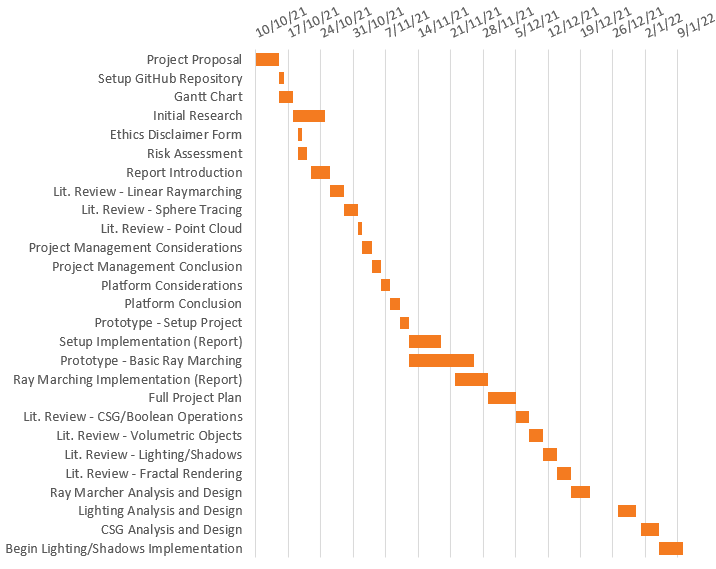 10/10/21
17/10/21
24/10/21
31/10/21
7/11/21
14/11/21
21/11/21
28/11/21
5/12/21
12/12/21
19/12/21
26/12/21
2/1/22
9/1/22
Project Proposal
Setup GitHub Repository
Gantt Chart
Initial Research
Ethics Disclaimer Form
Risk Assessment
Report Introduction
Lit. Review - Linear Raymarching
Lit. Review - Sphere Tracing
Lit. Review - Point Cloud
Project Management Considerations
Project Management Conclusion
Platform Considerations
Platform Conclusion
Prototype - Setup Project
Setup Implementation (Report)
Prototype - Basic Ray Marching
Ray Marching Implementation (Report)
Full Project Plan
Lit. Review - CSG/Boolean Operations
Lit. Review - Volumetric Objects
Lit. Review - Lighting/Shadows
Lit. Review - Fractal Rendering
Ray Marcher Analysis and Design
Lighting Analysis and Design
CSG Analysis and Design
Begin Lighting/Shadows Implementation